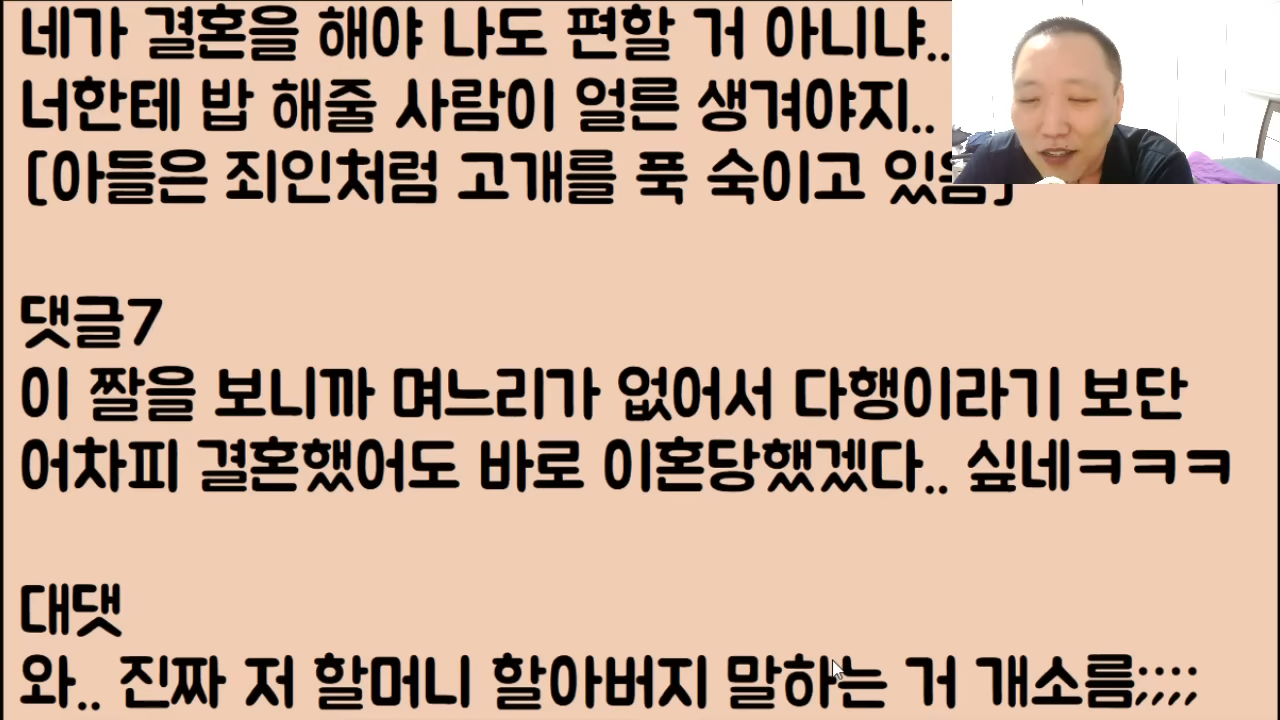 네가 결혼을 해야 나도 편할 거 아니냐..
너한테 밥 해줄 사람이 얼른 생겨야지..
[아들은 죄인처럼 고개를 푹 숙이고 있음]
댓글7
이 짤을 보니까 며느리가 없어서 다행이라기 보단
어차피 결혼했어도 바로 이혼당했겠다.. 싶네ㅋㅋㅋ
대댓
와.. 진짜 저 할머니 할아버지 말하는 거 개소름;;;;